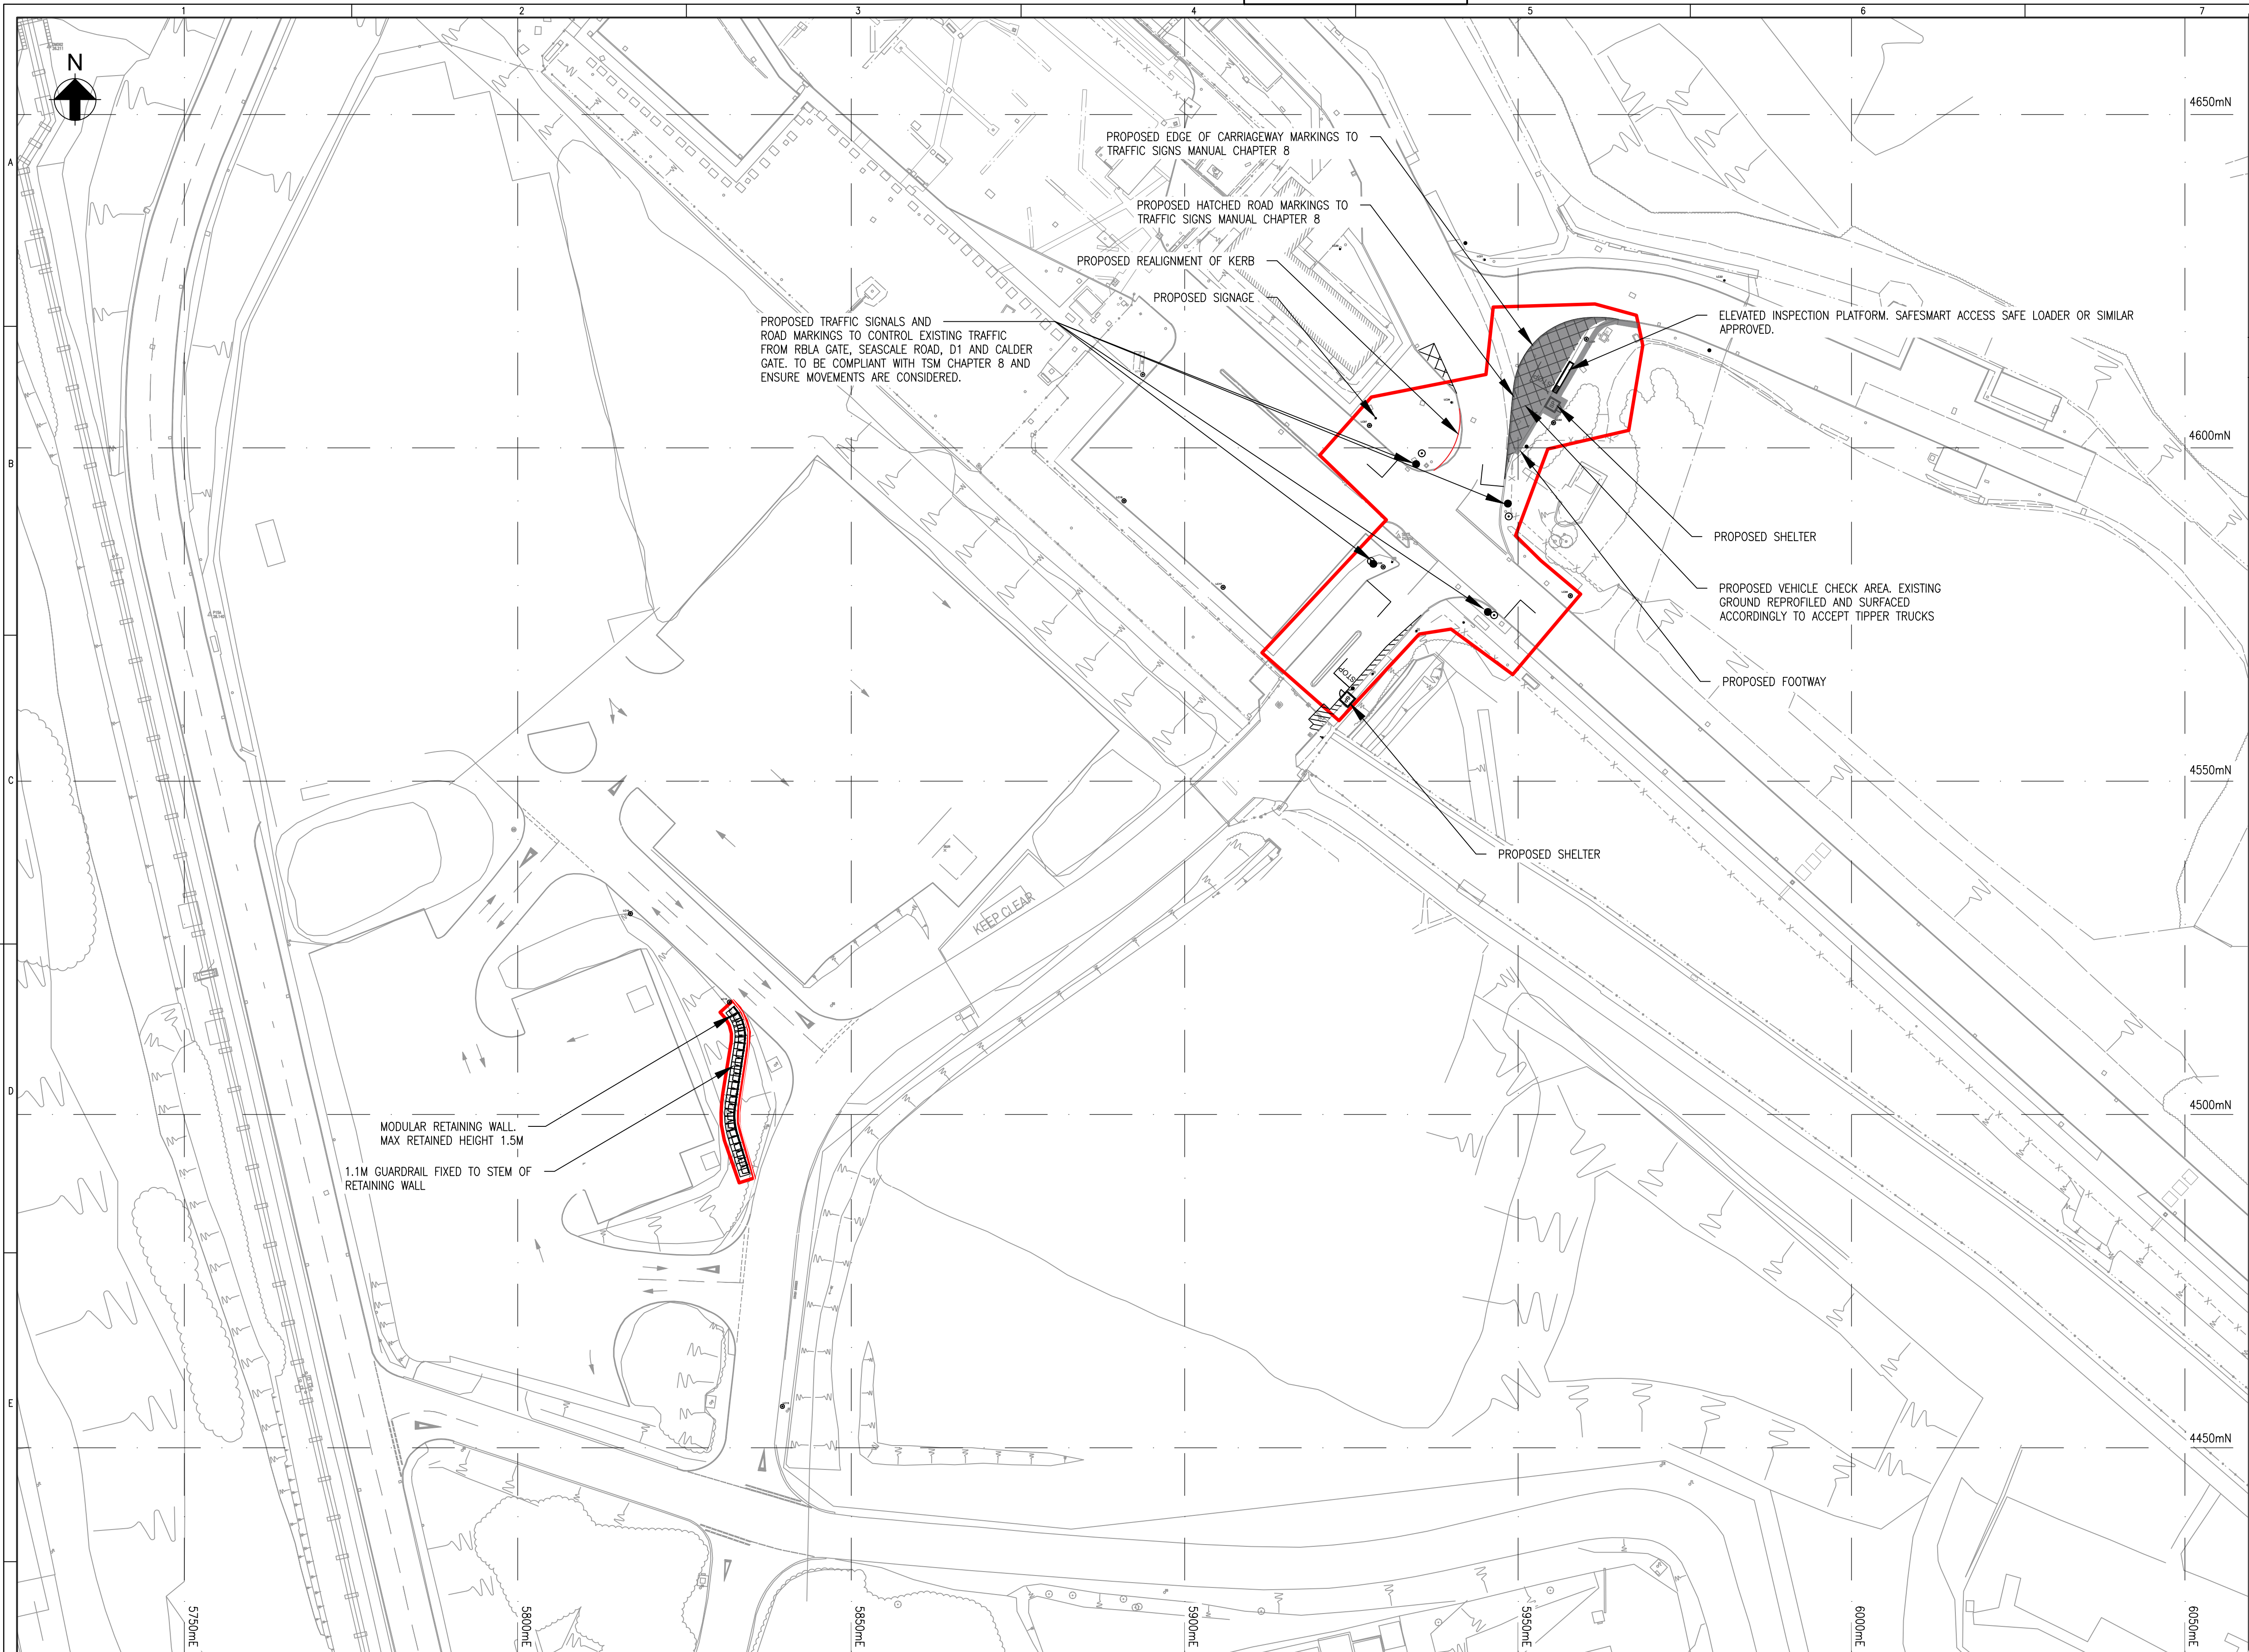 1
2
3
4
5
6
7
N
4650mN
A
PROPOSED EDGE OF CARRIAGEWAY MARKINGS TO
TRAFFIC SIGNS MANUAL CHAPTER 8
PROPOSED HATCHED ROAD MARKINGS TO
TRAFFIC SIGNS MANUAL CHAPTER 8
PROPOSED REALIGNMENT OF KERB
PROPOSED SIGNAGE
PROPOSED TRAFFIC SIGNALS AND
ROAD MARKINGS TO CONTROL EXISTING TRAFFIC
FROM RBLA GATE, SEASCALE ROAD, D1 AND CALDER
GATE. TO BE COMPLIANT WITH TSM CHAPTER 8 AND
ENSURE MOVEMENTS ARE CONSIDERED.
ELEVATED INSPECTION PLATFORM. SAFESMART ACCESS SAFE LOADER OR SIMILAR
APPROVED.
4600mN
B
PROPOSED SHELTER
PROPOSED VEHICLE CHECK AREA. EXISTING
GROUND REPROFILED AND SURFACED
ACCORDINGLY TO ACCEPT TIPPER TRUCKS
PROPOSED FOOTWAY
STOP
4550mN
C
PROPOSED SHELTER
KEEP CLEAR
D
4500mN
MODULAR RETAINING WALL.
MAX RETAINED HEIGHT 1.5M
1.1M GUARDRAIL FIXED TO STEM OF
RETAINING WALL
E
4450mN
5750mE
5800mE
5850mE
5900mE
5950mE
6000mE
6050mE